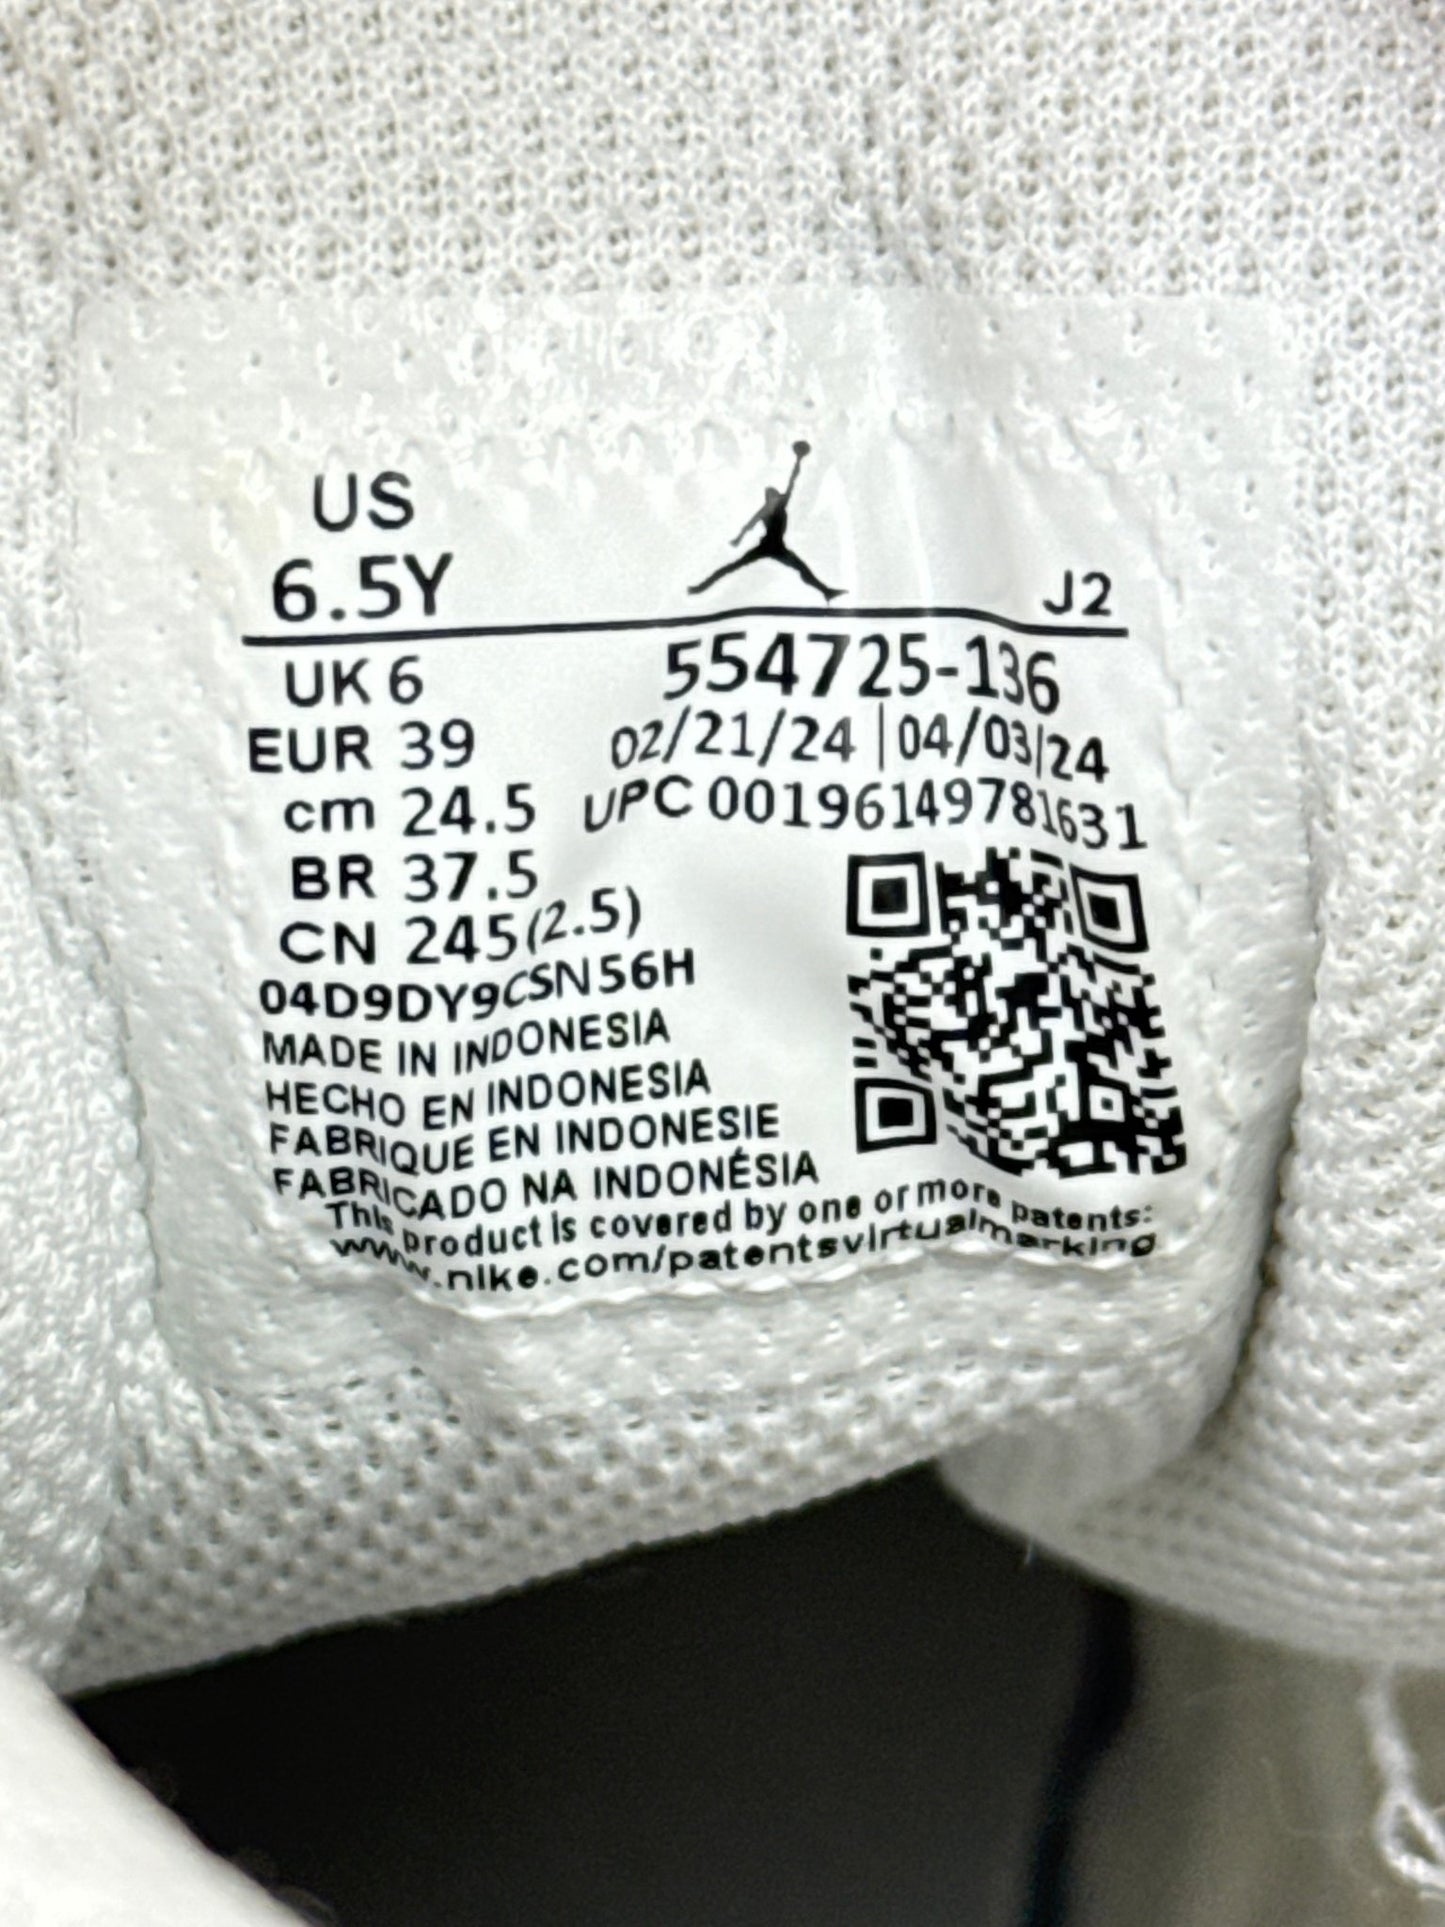 US
6.5Y
J2
UK 6
554725-136
EUR 39
02/21/24 | 04/03/24
cm 24.5
UPC 00196149781631
BR 37.5
CN 245(2.5)
04D9DY9CSN56H
MADE IN INDONESIA
HECHO EN INDONESIA
FABRIQUE EN INDONESIE
FABRICADO NA INDONÉSIA
This product is covered by one or more patents:
www.nike.com/patentsvirtualmarking